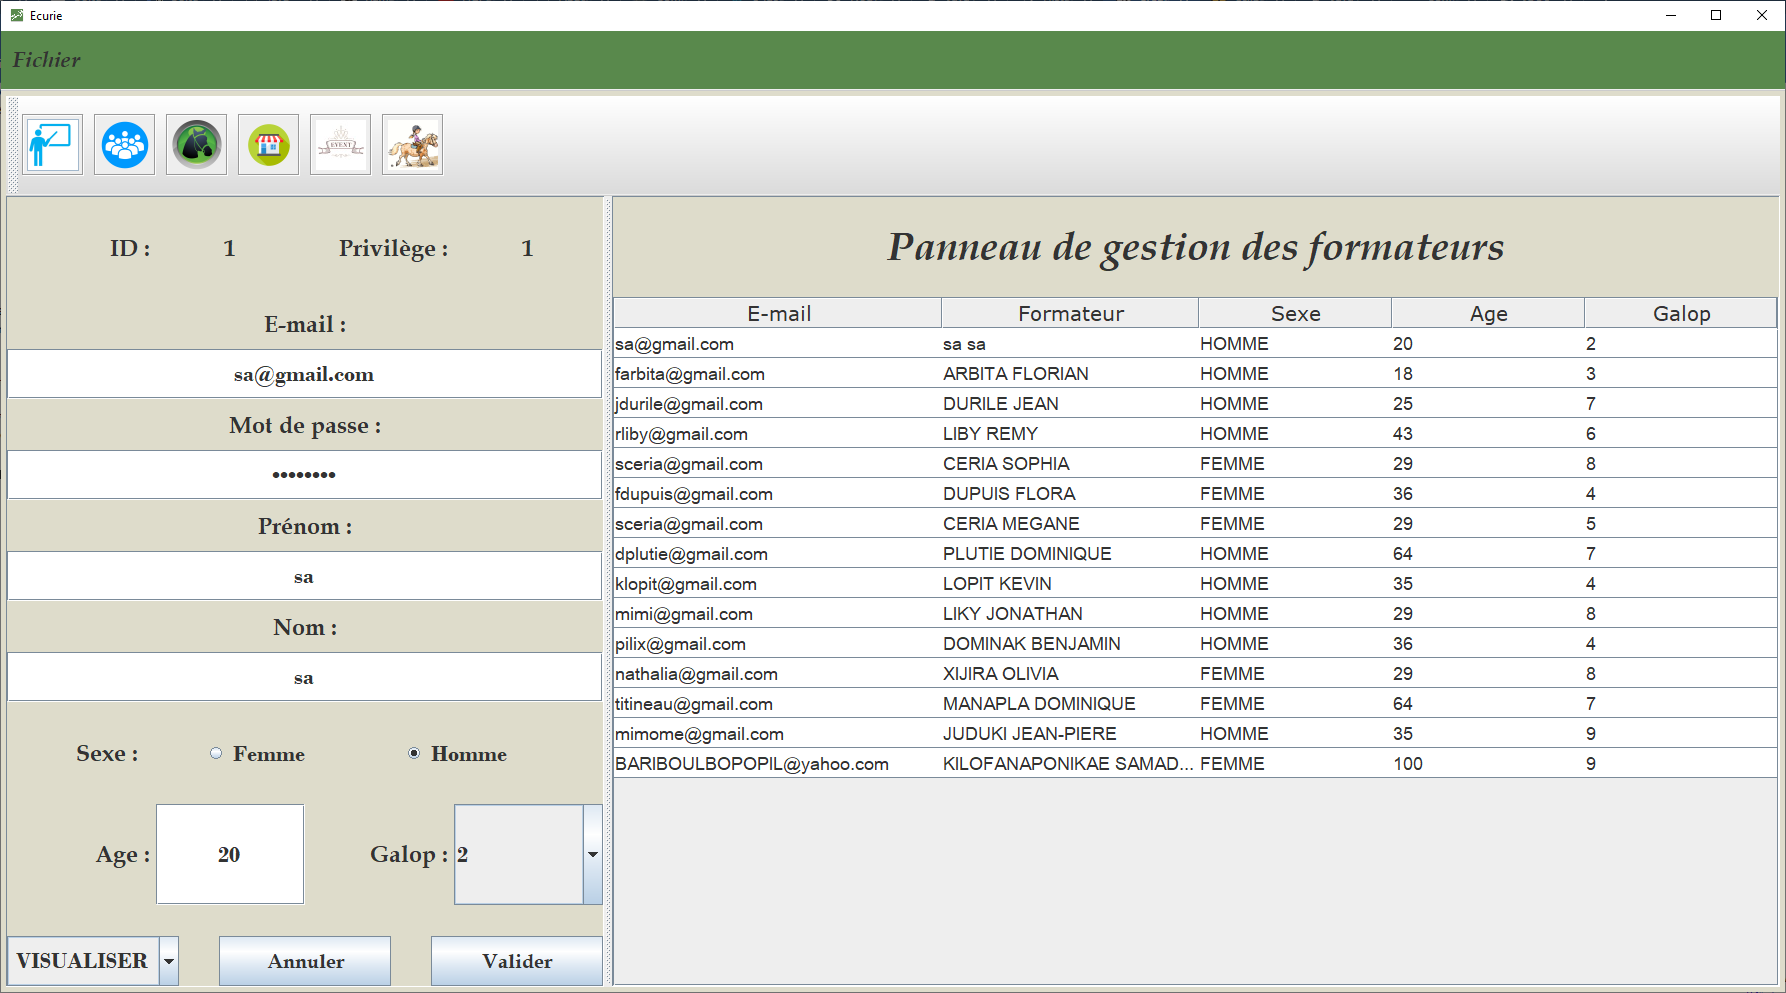 Ecurie
Fichier
EVENT
ID : 1 Privilège : 1
E-mail :
sa@gmail.com
Mot de passe :
••••••••
Prénom :
sa
Nom :
sa
Sexe : Femme Homme
Age : 20 Galop : 2
VISUALISER Annuler Valider
Panneau de gestion des formateurs
E-mail Formateur Sexe Age Galop
sa@gmail.com sa sa HOMME 20 2
farbita@gmail.com ARBITA FLORIAN HOMME 18 3
jdurile@gmail.com DURILE JEAN HOMME 25 7
rliby@gmail.com LIBY REMY HOMME 43 6
sceria@gmail.com CERIA SOPHIA FEMME 29 8
fdupuis@gmail.com DUPUIS FLORA FEMME 36 4
sceria@gmail.com CERIA MEGANE FEMME 29 5
dplutie@gmail.com PLUTIE DOMINIQUE HOMME 64 7
klopit@gmail.com LOPIT KEVIN HOMME 35 4
mimi@gmail.com LIKY JONATHAN HOMME 29 8
pilix@gmail.com DOMINAK BENJAMIN HOMME 36 4
nathalia@gmail.com XIJIRA OLIVIA FEMME 29 8
titineau@gmail.com MANAPLA DOMINIQUE FEMME 64 7
mimome@gmail.com JUDUKI JEAN-PIERE HOMME 35 9
BARIBOULBOPOPIL@yahoo.com KILOFANAPONIKAE SAMAD... FEMME 100 9